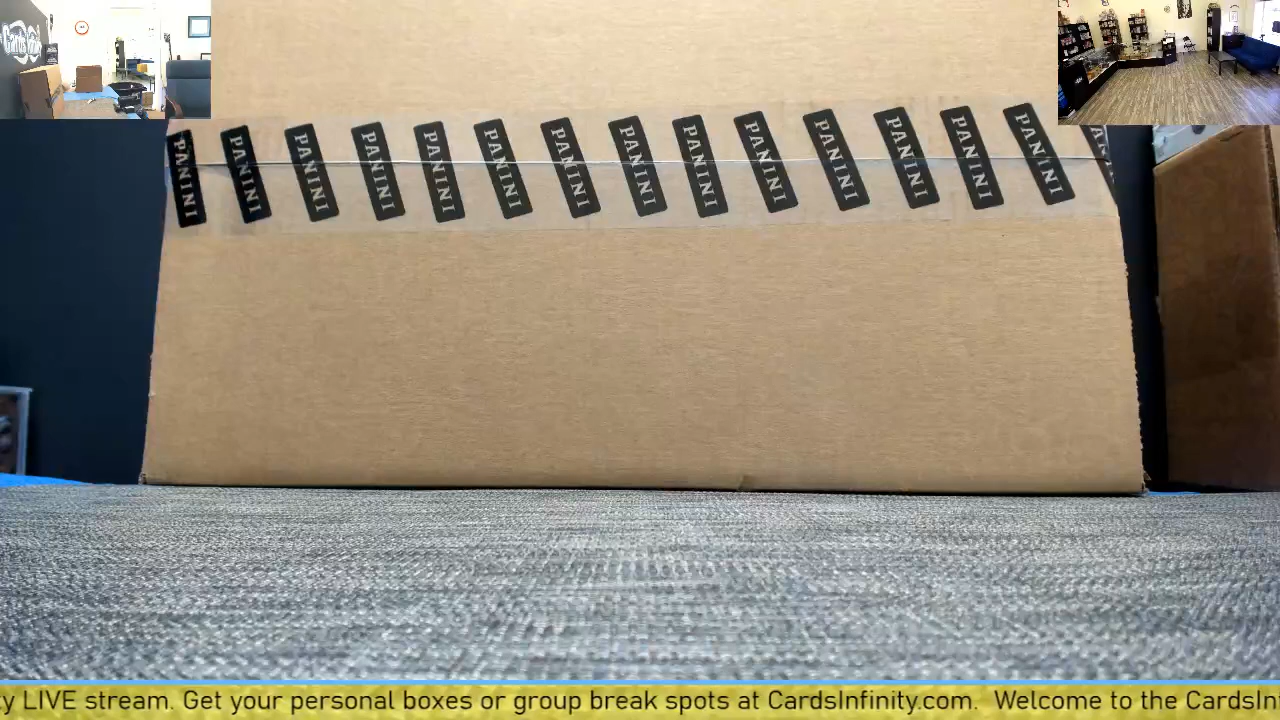 PANINI
PANINI
PANINI
PANINI
PANINI
PANINI
PANINI
PANINI
PANINI
PANINI
PANINI
PANINI
PANINI
PANINI
y LIVE stream. Get your personal boxes or group break spots at CardsInfinity.com. Welcome to the CardsIn